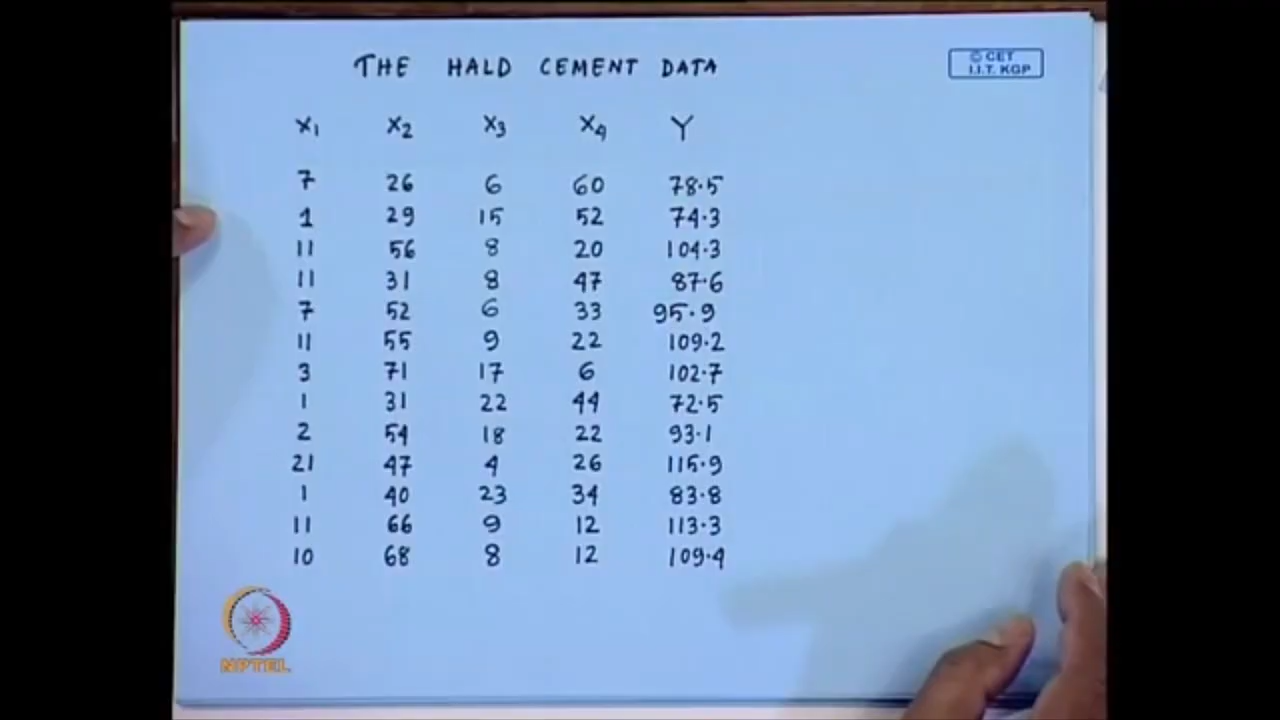 THE HALD CEMENT DATA
© CET
I.I.T. KGP
X1 X2 X3 X4 Y
7 26 6 60 78.5
1 29 15 52 74.3
11 56 8 20 104.3
11 31 8 47 87.6
7 52 6 33 95.9
11 55 9 22 109.2
3 71 17 6 102.7
1 31 22 44 72.5
2 54 18 22 93.1
21 47 4 26 115.9
1 40 23 34 83.8
11 66 9 12 113.3
10 68 8 12 109.4
NPTEL